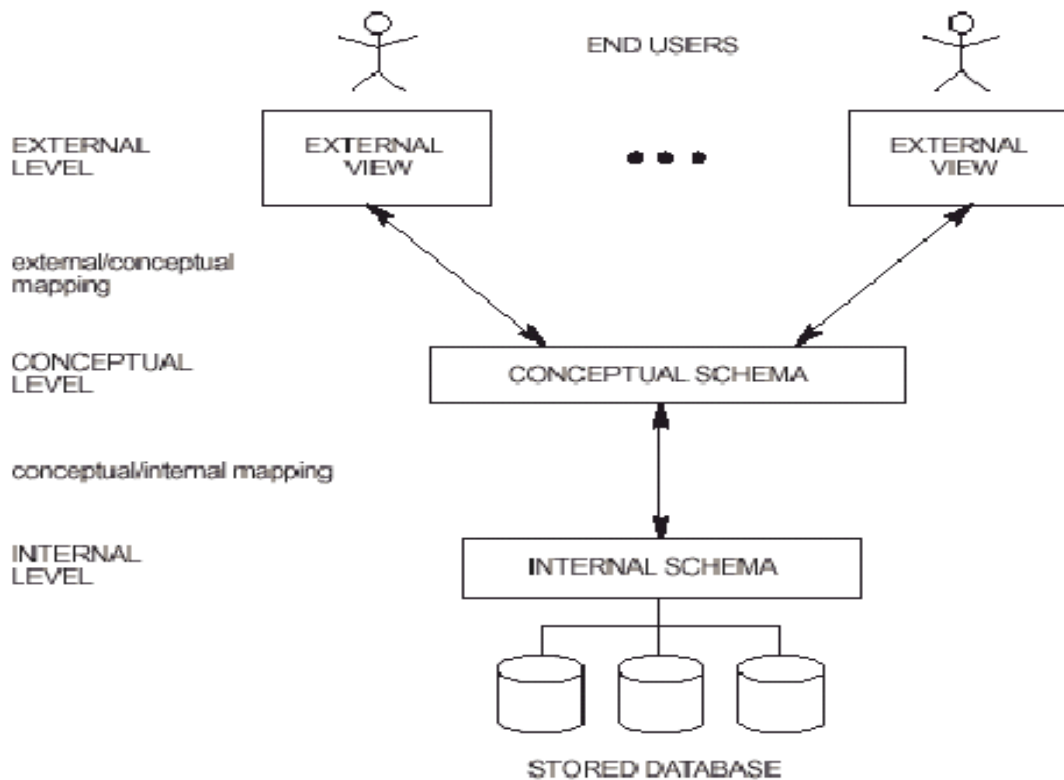 END USERS
EXTERNAL
LEVEL
EXTERNAL
VIEW
EXTERNAL
VIEW
external/conceptual
mapping
CONCEPTUAL
LEVEL
CONCEPTUAL SCHEMA
conceptual/internal mapping
INTERNAL
LEVEL
INTERNAL SCHEMA
STORED DATABASE